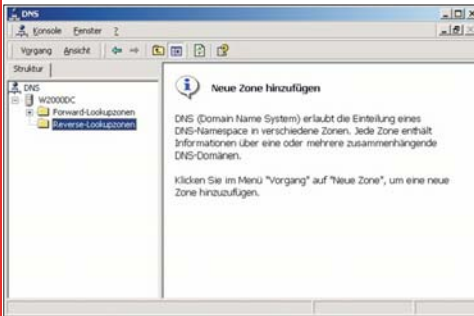 DNS
Konsole Fenster ?
Vorgang Ansicht
Struktur
DNS
W2000DC
Forward-Lookupzonen
Reverse-Lookupzonen
Neue Zone hinzufügen
DNS (Domain Name System) erlaubt die Einteilung eines
DNS-Namespace in verschiedene Zonen. Jede Zone enthält
Informationen über eine oder mehrere zusammenhängende
DNS-Domänen.
Klicken Sie im Menü "Vorgang" auf "Neue Zone", um eine neue
Zone hinzuzufügen.